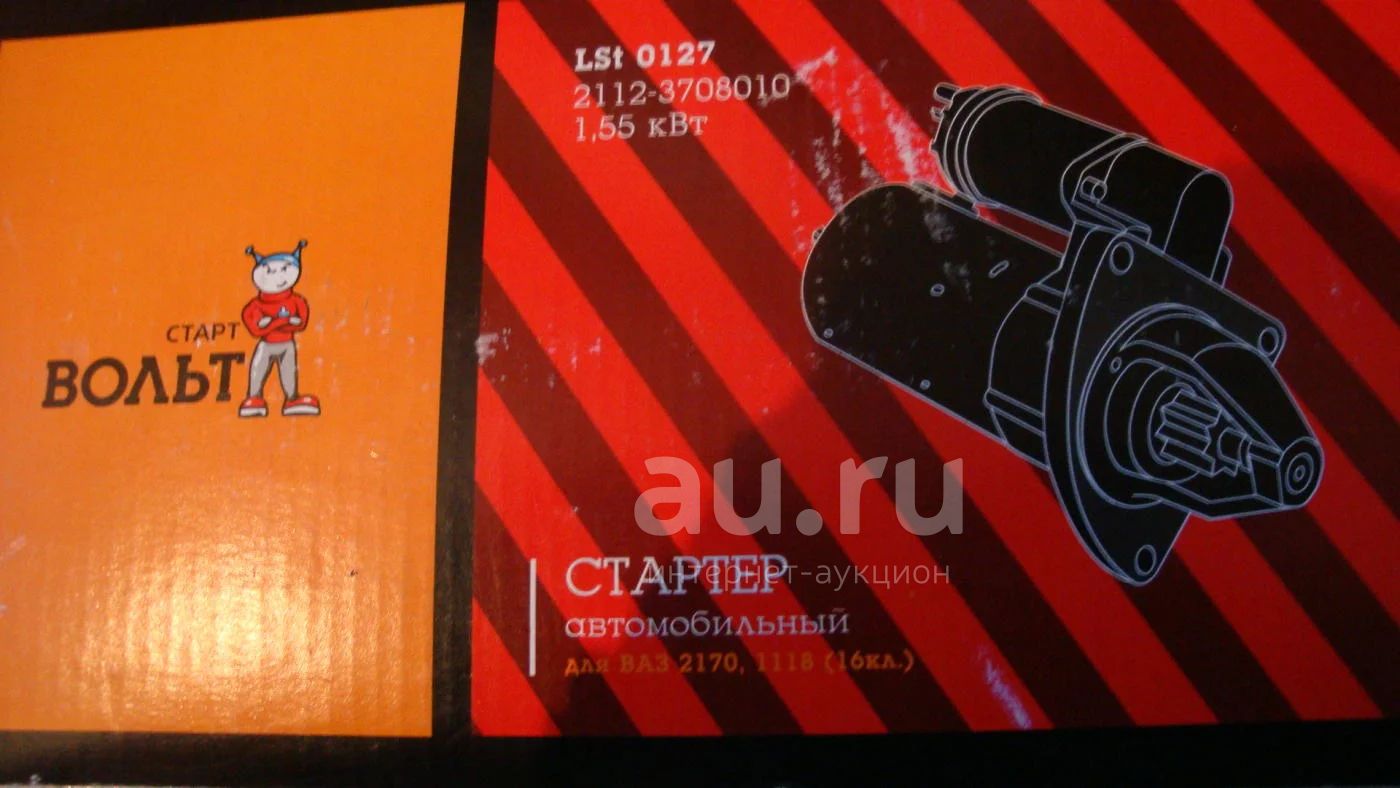 LSt 0127
2112-3708010
1,55 кВт
СТАРТ
ВОЛЬТ
au.ru
интернет-аукцион
СТАРТЕР
автомобильный
для ВАЗ 2170, 1118 (16кл.)